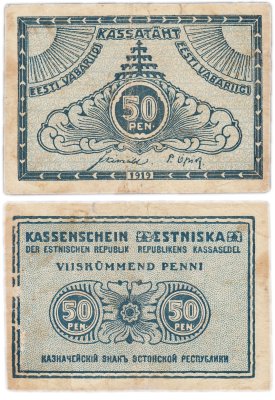 KASSATÄHT
EESTI VABARIIGI EESTI VABARIIGI
50
PEN
1919
KASSENSCHEIN ESTNISKA
DER ESTNISCHEN REPUBLIK REPUBLIKENS KASSASEDEL
VIISKÜMMEND PENNI
50 50
PEN. PEN.
КАЗНАЧЕЙСКІЙ ЗНАКЪ ЭСТОНСКОЙ РЕСПУБЛИКИ